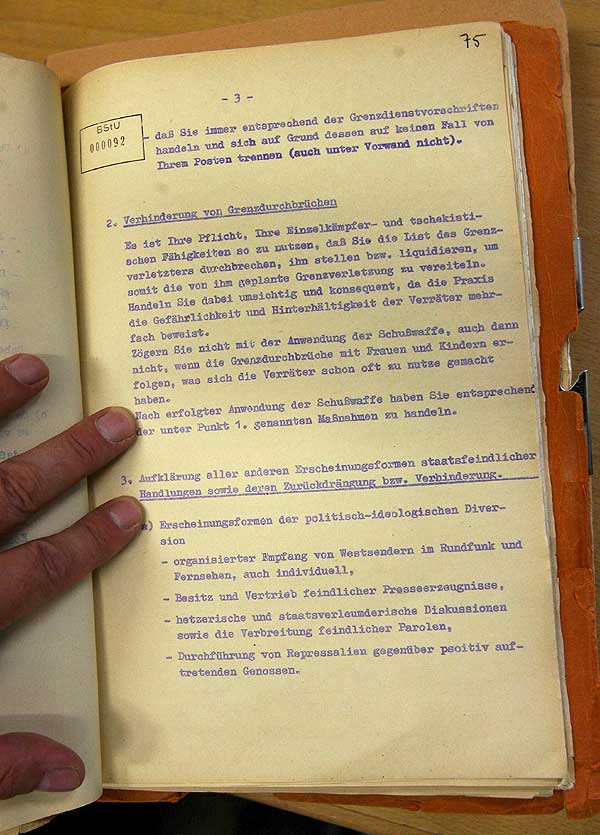 75
- 3 -
BStU
000092
- daß Sie immer entsprechend der Grenzdienstvorschriften
handeln und sich auf Grund dessen auf keinen Fall von
Ihrem Posten trennen (auch unter Vorwand nicht).
2. Verhinderung von Grenzdurchbrüchen
Es ist Ihre Pflicht, Ihre Einzelkämpfer- und tschekisti-
schen Fähigkeiten so zu nutzen, daß Sie die List des Grenz-
verletzters durchbrechen, ihn stellen bzw. liquidieren, um
somit die von ihm geplante Grenzverletzung zu vereiteln.
Handeln Sie dabei umsichtig und konsequent, da die Praxis
die Gefährlichkeit und Hinterhältigkeit der Verräter mehr-
fach beweist.
Zögern Sie nicht mit der Anwendung der Schußwaffe, auch dann
nicht, wenn die Grenzdurchbrüche mit Frauen und Kindern er-
folgen, was sich die Verräter schon oft zu nutze gemacht
haben.
Nach erfolgter Anwendung der Schußwaffe haben Sie entsprechend
der unter Punkt 1. genannten Maßnahmen zu handeln.
3. Aufklärung aller anderen Erscheinungsformen staatsfeindlicher
Handlungen sowie deren Zurückdrängung bzw. Verhinderung.
a) Erscheinungsformen der politisch-ideologischen Diver-
sion
- organisierter Empfang von Westsendern im Rundfunk und
Fernsehen, auch individuell,
- Besitz und Vertrieb feindlicher Presseerzeugnisse,
- hetzerische und staatsverleumderische Diskussionen
sowie die Verbreitung feindlicher Parolen,
- Durchführung von Repressalien gegenüber psoitiv auf-
tretenden Genossen.